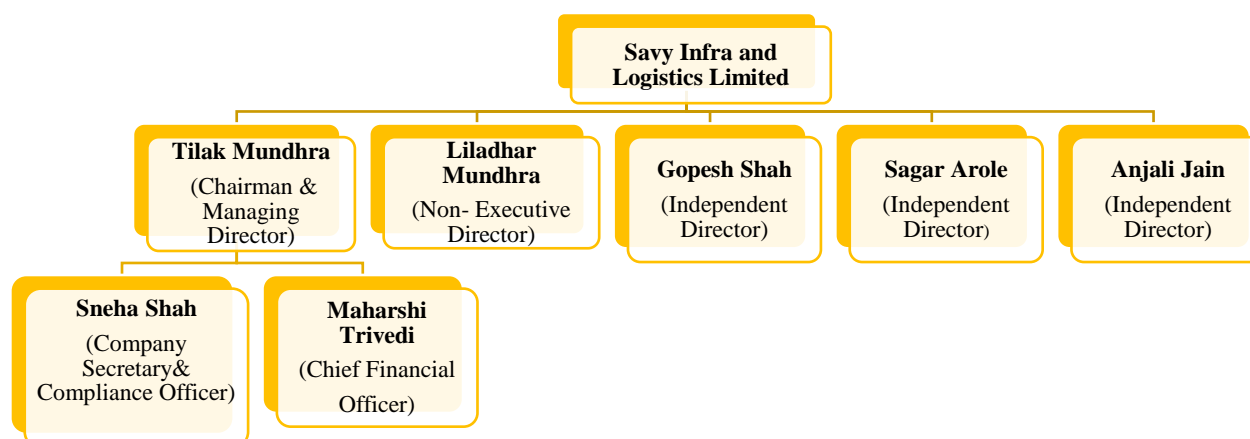 Savy Infra and
Logistics Limited
Tilak Mundhra
(Chairman &
Managing
Director)
Liladhar
Mundhra
(Non- Executive
Director)
Gopesh Shah
(Independent
Director)
Sagar Arole
(Independent
Director)
Anjali Jain
(Independent
Director)
Sneha Shah
(Company
Secretary&
Compliance Officer)
Maharshi
Trivedi
(Chief Financial
Officer)